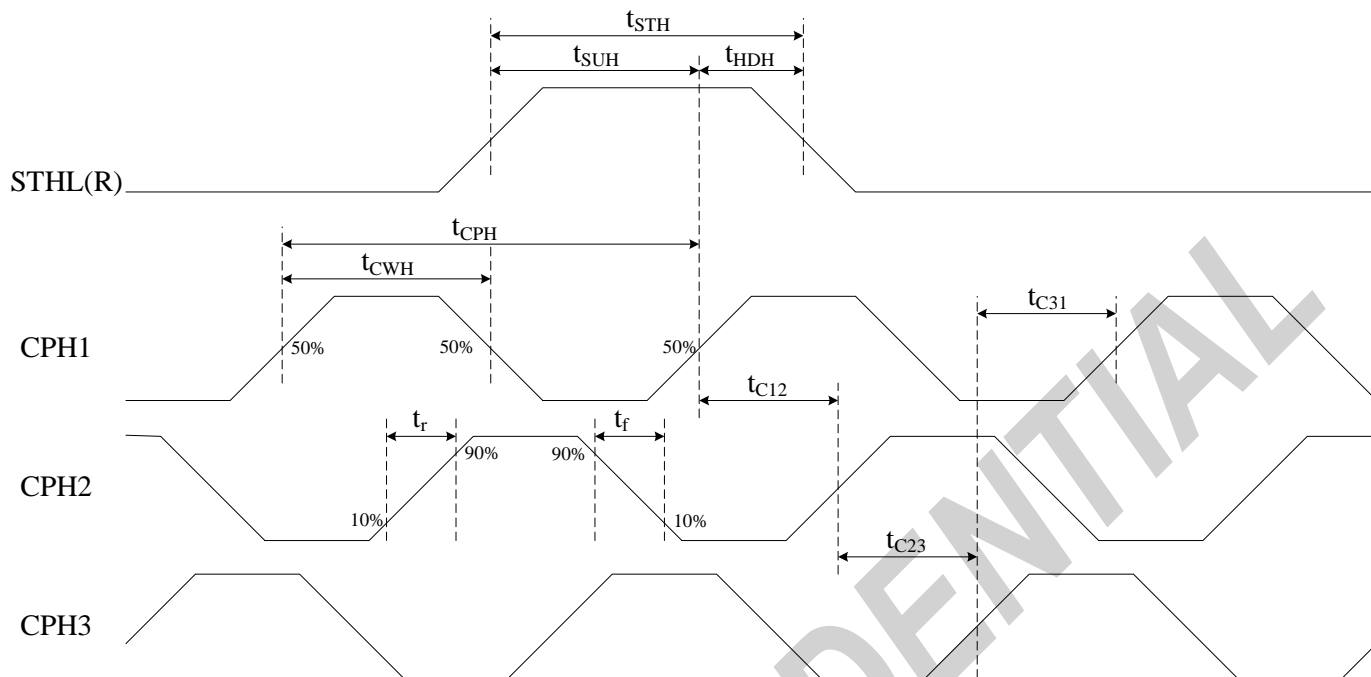 tSTH
tSUH
tHDH
STHL(R)
tCPH
tCWH
tC31
CPH1
50%
50%
50%
tC12
tr
tf
90%
90%
CPH2
10%
10%
tC23
CPH3
DENTIAL